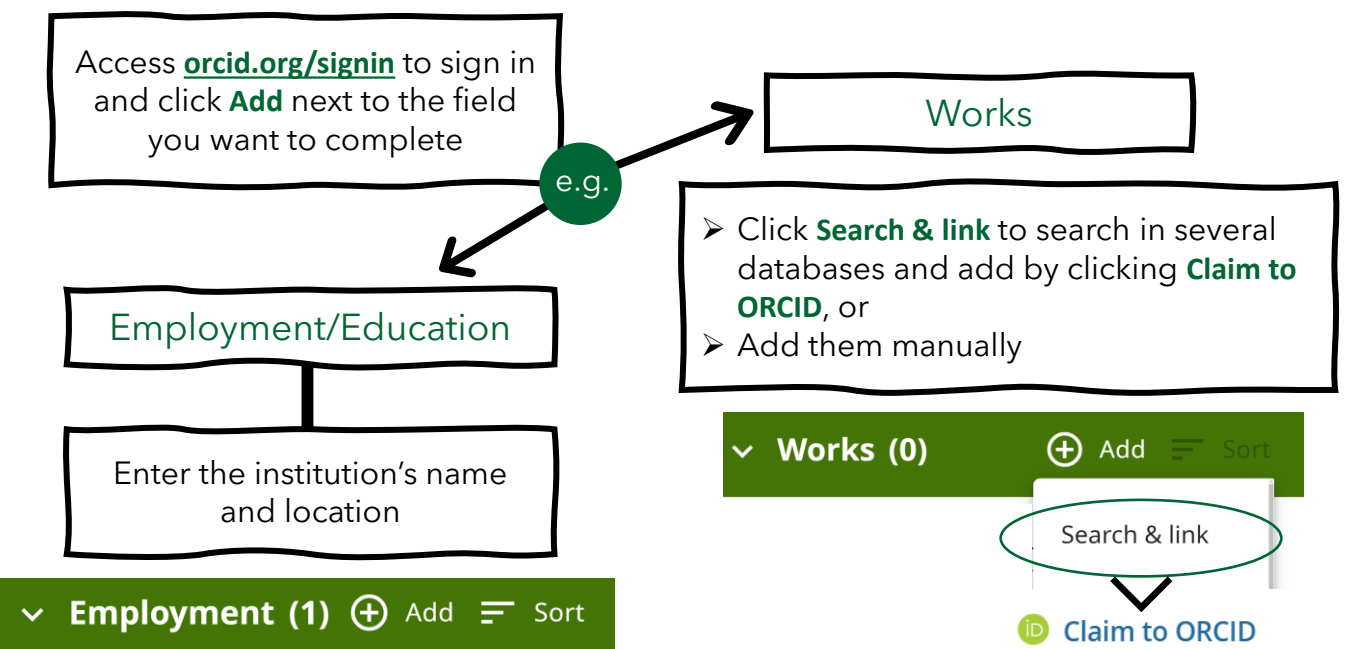 Access orcid.org/signin to sign in
and click Add next to the field
you want to complete
e.g.
Works
➢ Click Search & link to search in several
databases and add by clicking Claim to
ORCID, or
➢ Add them manually
Employment/Education
Enter the institution’s name
and location
Employment (1) Add Sort
Works (0) Add Sort
Search & link
iD Claim to ORCID